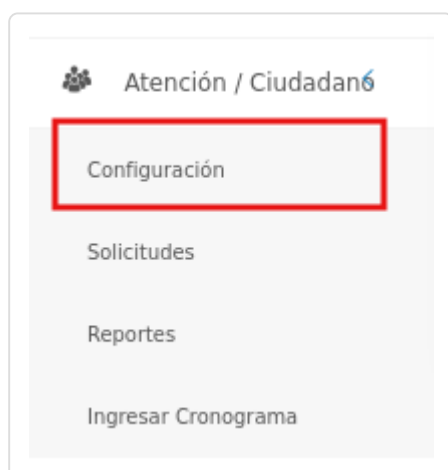 Atención / Ciudadano
Configuración
Solicitudes
Reportes
Ingresar Cronograma